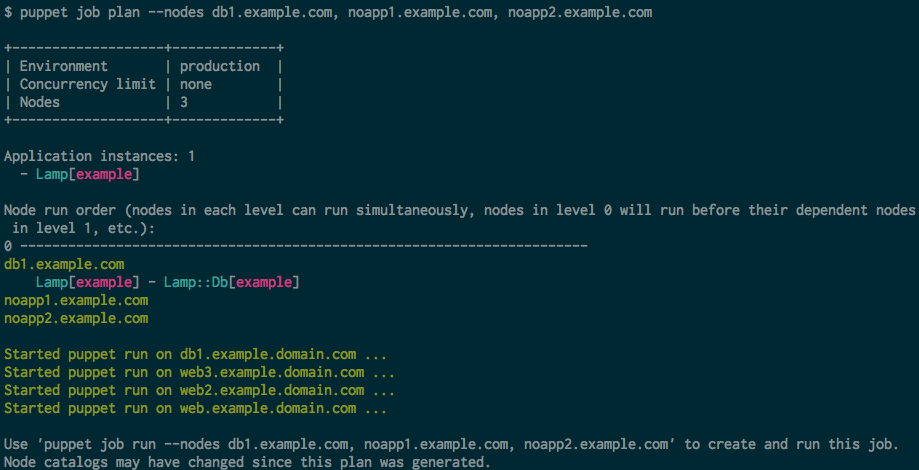 $ puppet job plan --nodes db1.example.com, noapp1.example.com, noapp2.example.com
+-------------------+-------------+
| Environment       | production  |
| Concurrency limit | none        |
| Nodes             | 3           |
+-------------------+-------------+
Application instances: 1
  - Lamp[example]
Node run order (nodes in each level can run simultaneously, nodes in level 0 will run before their dependent nodes
 in level 1, etc.):
0 -----------------------------------------------------------------------
db1.example.com
    Lamp[example] - Lamp::Db[example]
noapp1.example.com
noapp2.example.com
Started puppet run on db1.example.domain.com ...
Started puppet run on web3.example.domain.com ...
Started puppet run on web2.example.domain.com ...
Started puppet run on web.example.domain.com ...
Use 'puppet job run --nodes db1.example.com, noapp1.example.com, noapp2.example.com' to create and run this job.
Node catalogs may have changed since this plan was generated.